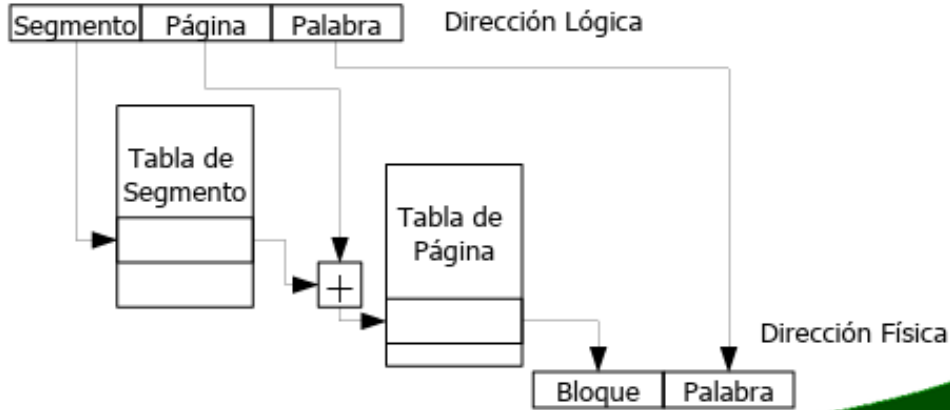 Segmento Página Palabra Dirección Lógica
Tabla de
Segmento
Tabla de
Página
+
Dirección Física
Bloque Palabra